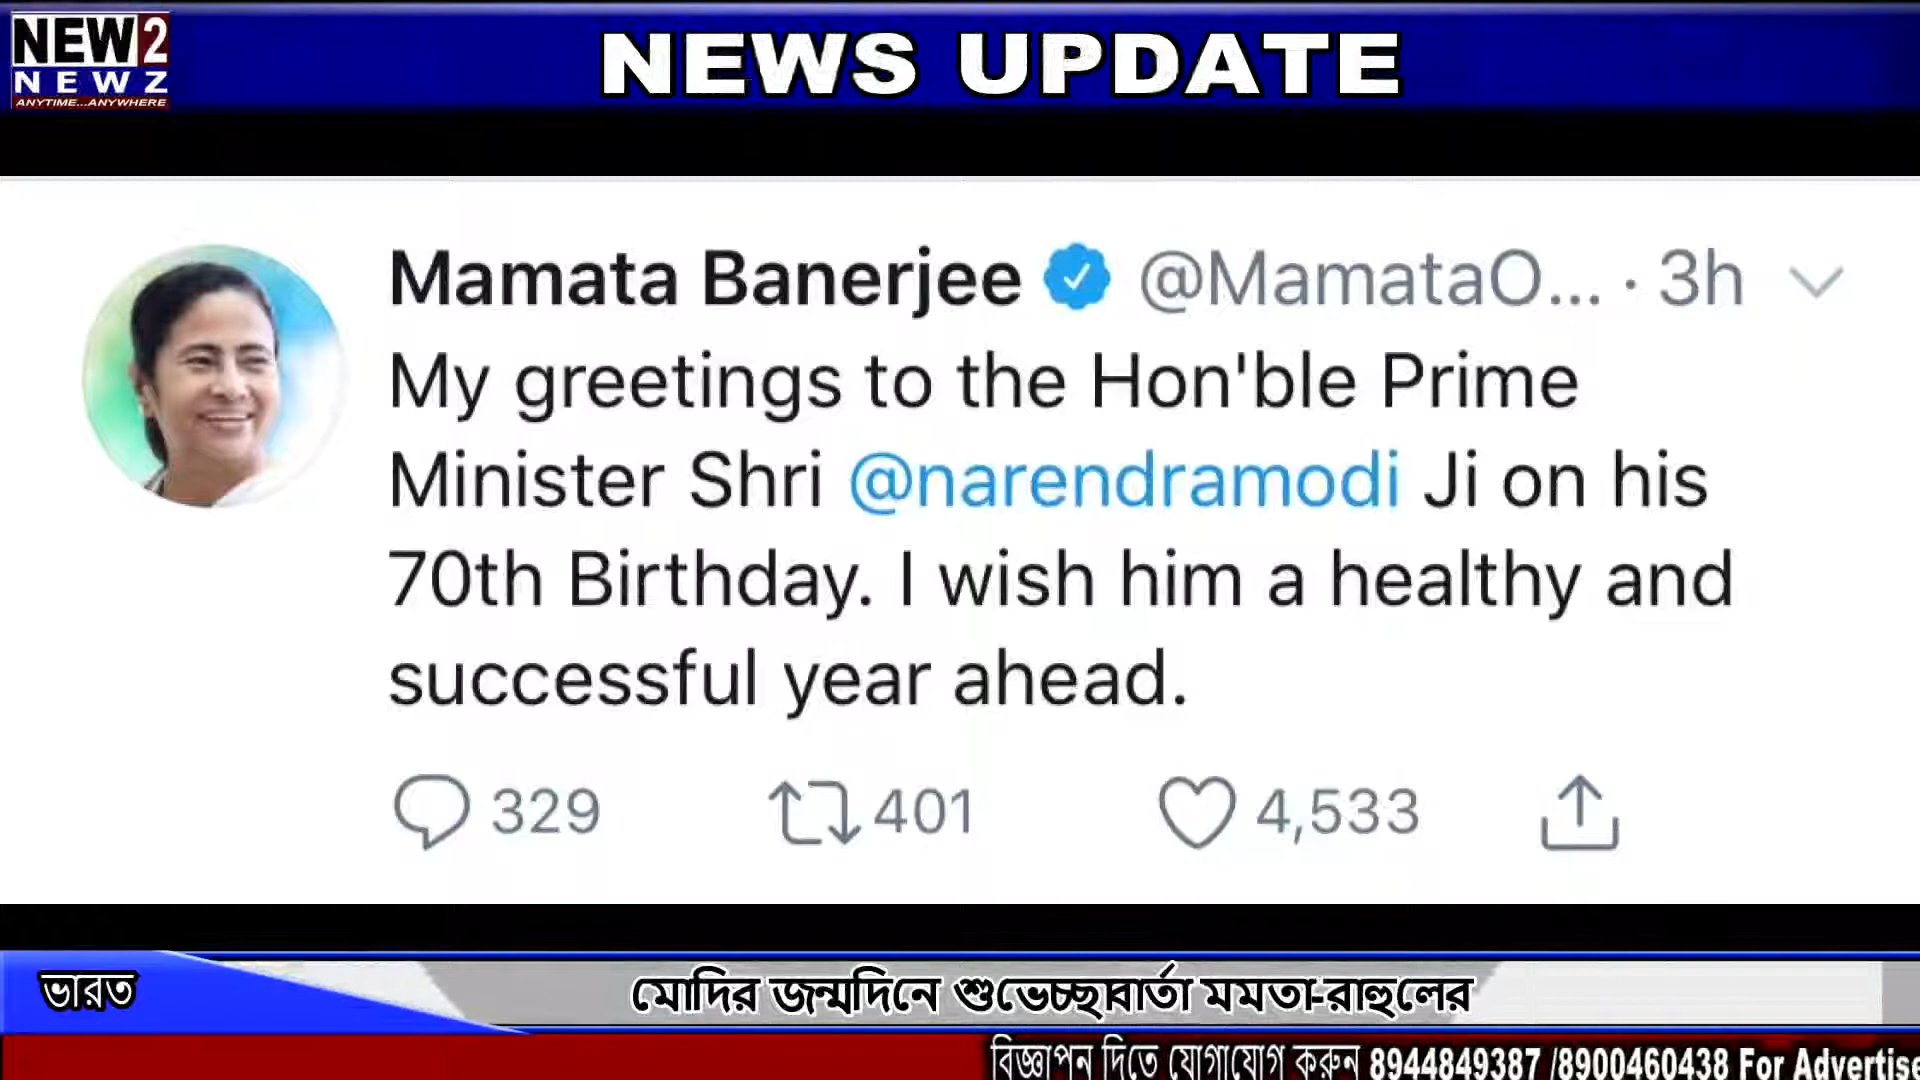 NEW2
NEWZ
ANYTIME...ANYWHERE
NEWS UPDATE
Mamata Banerjee @MamataO... · 3h
My greetings to the Hon'ble Prime
Minister Shri @narendramodi Ji on his
70th Birthday. I wish him a healthy and
successful year ahead.
329 401 4,533
ভারত
মোদির জন্মদিনে শুভেচ্ছাবার্তা মমতা-রাহুলের
বিজ্ঞাপন দিতে যোগাযোগ করুন 8944849387 /8900460438 For Advertise